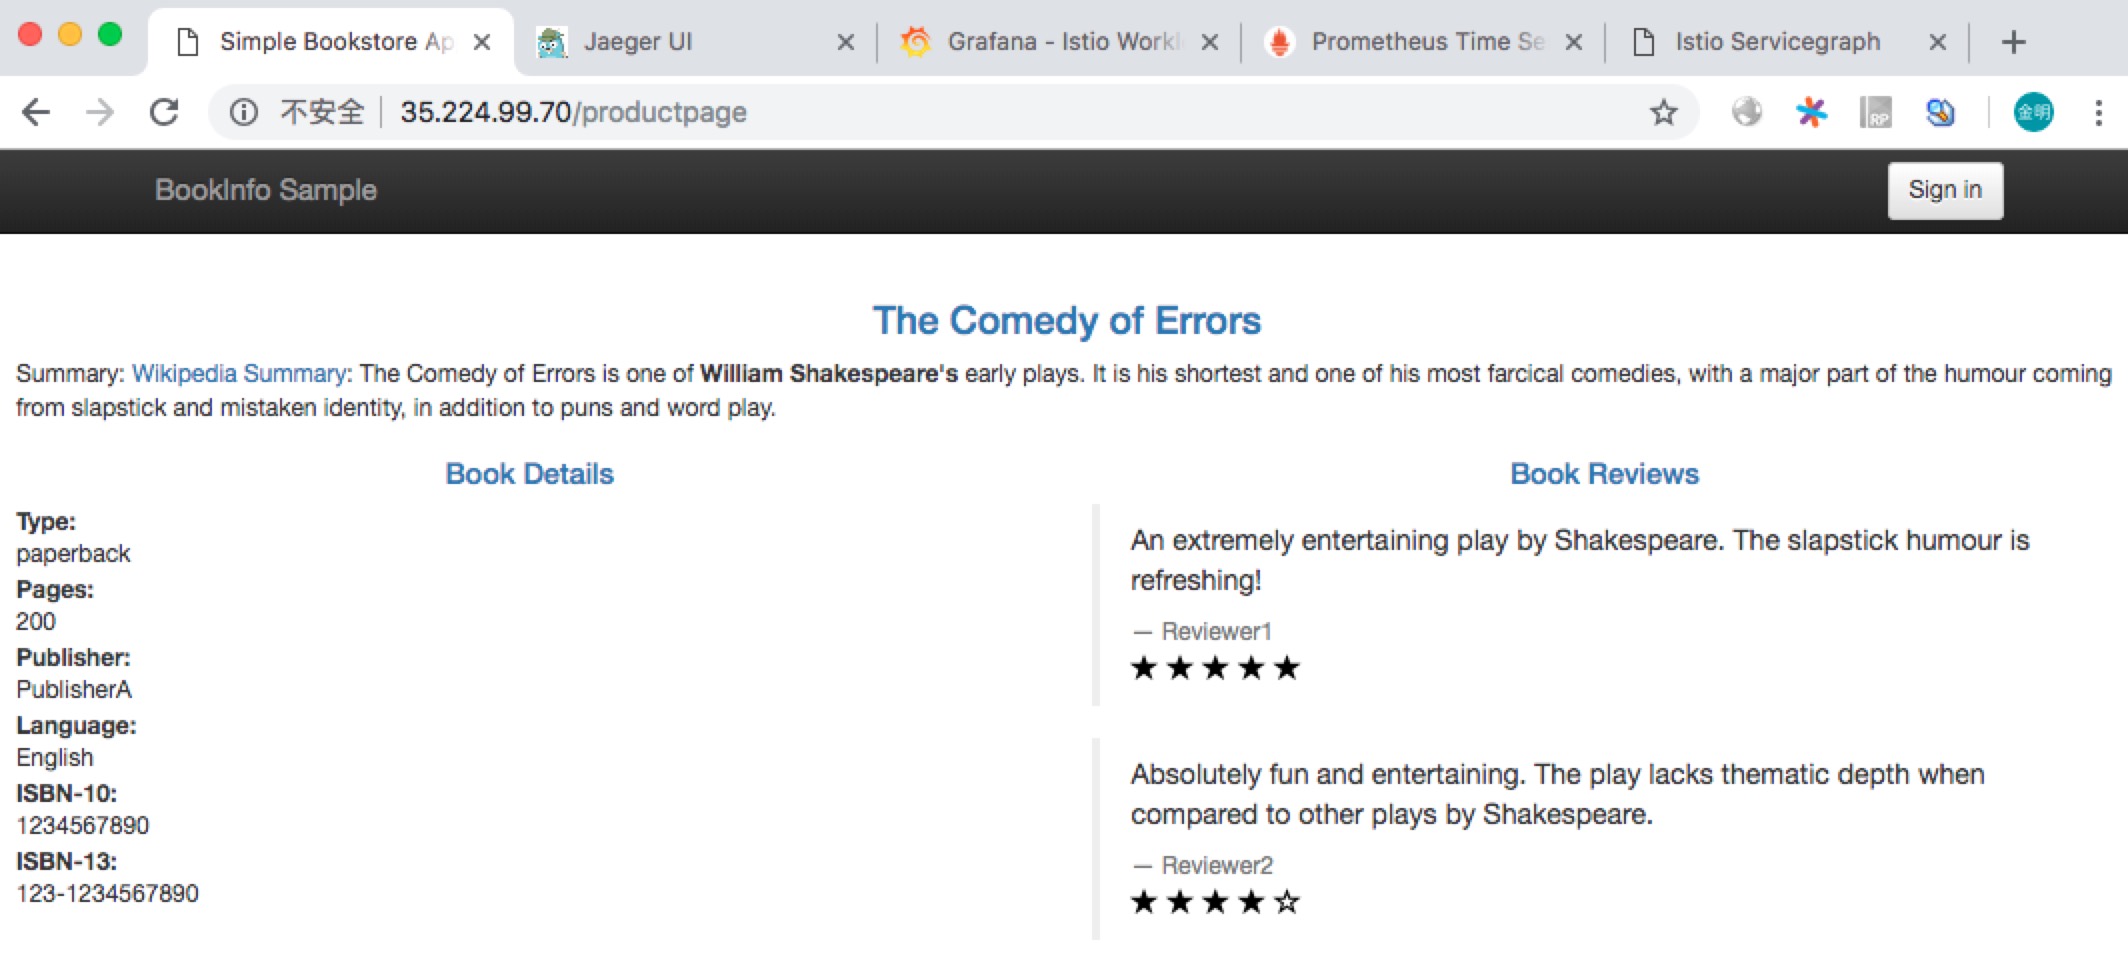 Simple Bookstore Ap
Jaeger UI
Grafana - Istio Workl
Prometheus Time Se
Istio Servicegraph
不安全
35.224.99.70/productpage
RP
金明
BookInfo Sample
Sign in
The Comedy of Errors
Summary: Wikipedia Summary: The Comedy of Errors is one of William Shakespeare's early plays. It is his shortest and one of his most farcical comedies, with a major part of the humour coming
from slapstick and mistaken identity, in addition to puns and word play.
Book Details
Type:
paperback
Pages:
200
Publisher:
PublisherA
Language:
English
ISBN-10:
1234567890
ISBN-13:
123-1234567890
Book Reviews
An extremely entertaining play by Shakespeare. The slapstick humour is
refreshing!
— Reviewer1
Absolutely fun and entertaining. The play lacks thematic depth when
compared to other plays by Shakespeare.
— Reviewer2